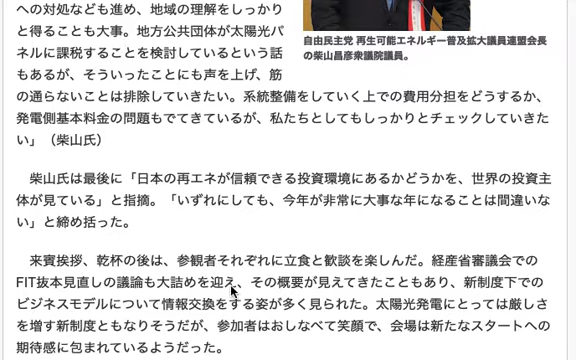 への対処なども進め、地域の理解をしっかり
と得ることも大事。地方公共団体が太陽光パ
ネルに課税することを検討しているという話
もあるが、そういったことにも声を上げ、筋
自由民主党 再生可能エネルギー普及拡大議員連盟会長
の柴山昌彦衆議院議員。
の通らないことは排除していきたい。系統整備をしていく上での費用分担をどうするか、
発電側基本料金の問題もでてきているが、私たちとしてもしっかりとチェックしていきた
い」（柴山氏）
柴山氏は最後に「日本の再エネが信頼できる投資環境にあるかどうかを、世界の投資主
体が見ている」と指摘。「いずれにしても、今年が非常に大事な年になることは間違いな
い」と締め括った。
来賓挨拶、乾杯の後は、参観者それぞれに立食と歓談を楽しんだ。経産省審議会での
FIT抜本見直しの議論も大詰めを迎え、その概要が見えてきたこともあり、新制度下での
ビジネスモデルについて情報交換をする姿が多く見られた。太陽光発電にとっては厳しさ
を増す新制度ともなりそうだが、参加者はおしなべて笑顔で、会場は新たなスタートへの
期待感に包まれているようだった。